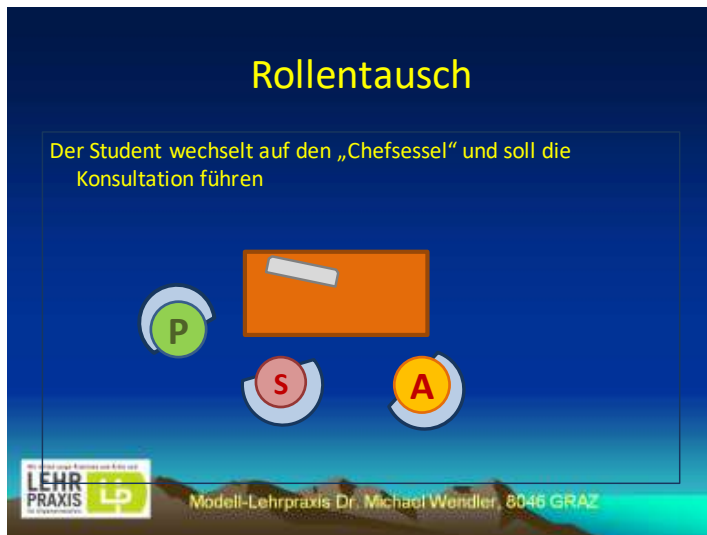 Rollentausch
Der Student wechselt auf den „Chefsessel“ und soll die
Konsultation führen
P
S
A
LEHR
PRAXIS
Lp
Modell-Lehrpraxis Dr. Michael Wendler, 8046 GRAZ